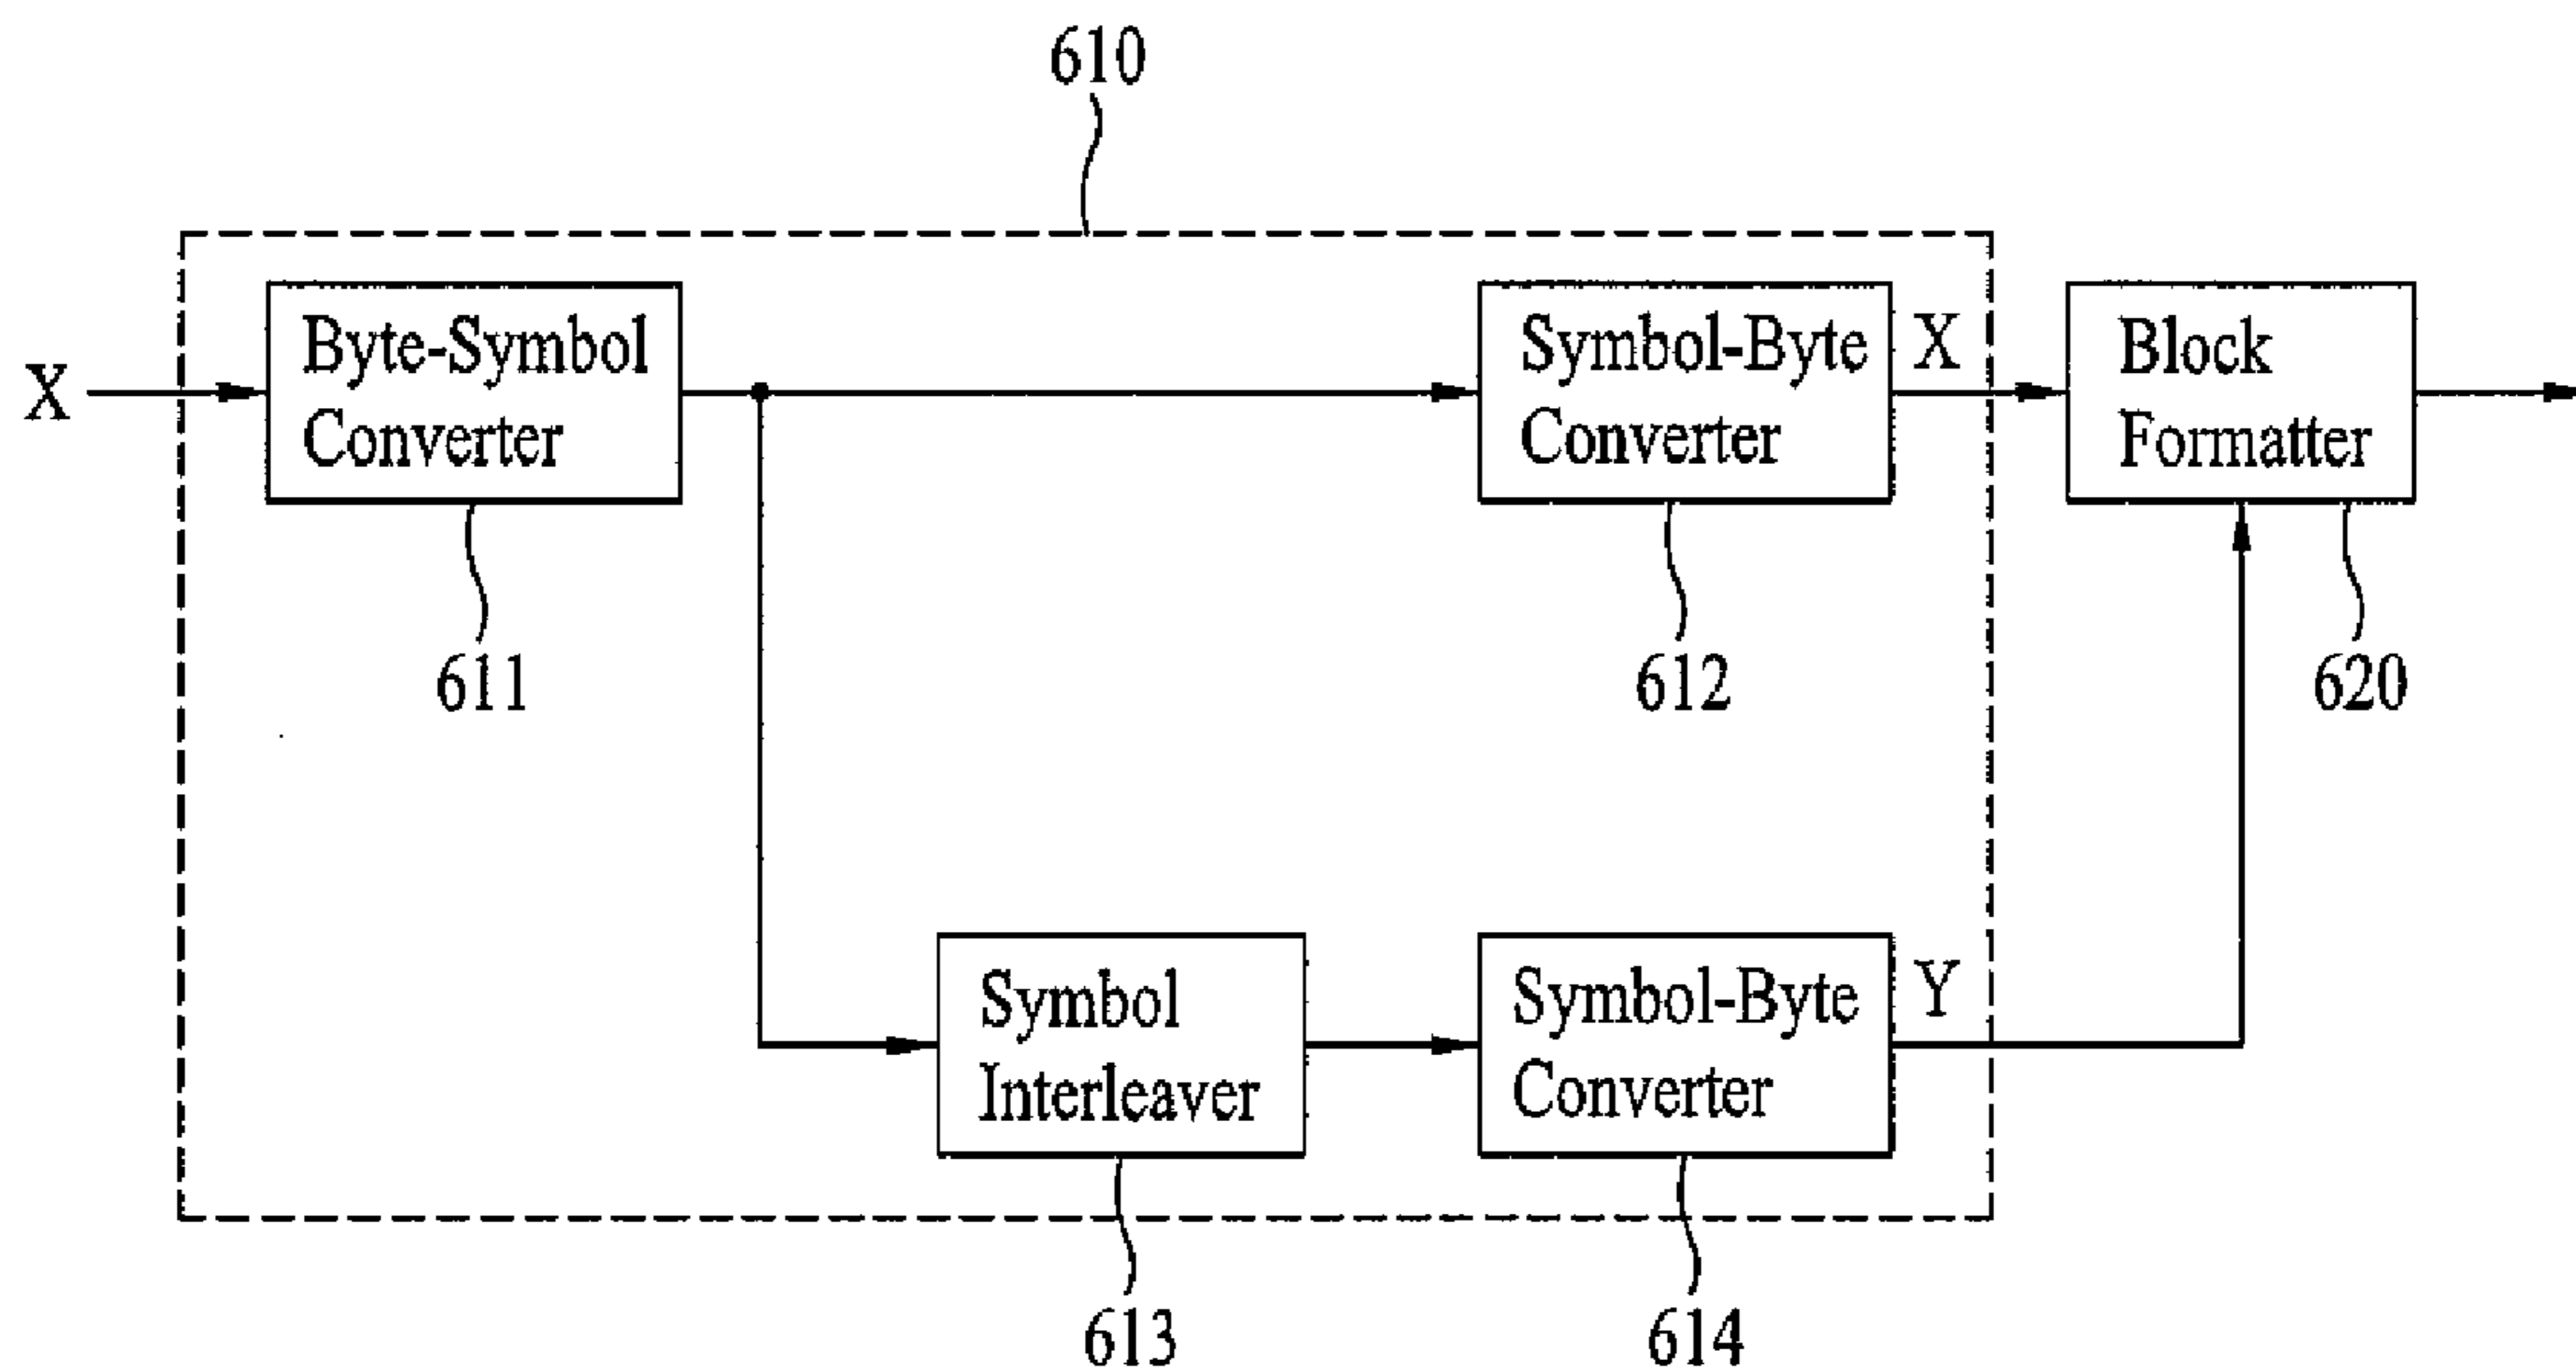 610
X
Byte-Symbol
Converter
611
Symbol-Byte
Converter
612
X
Block
Formatter
620
Symbol
Interleaver
613
Symbol-Byte
Converter
614
Y